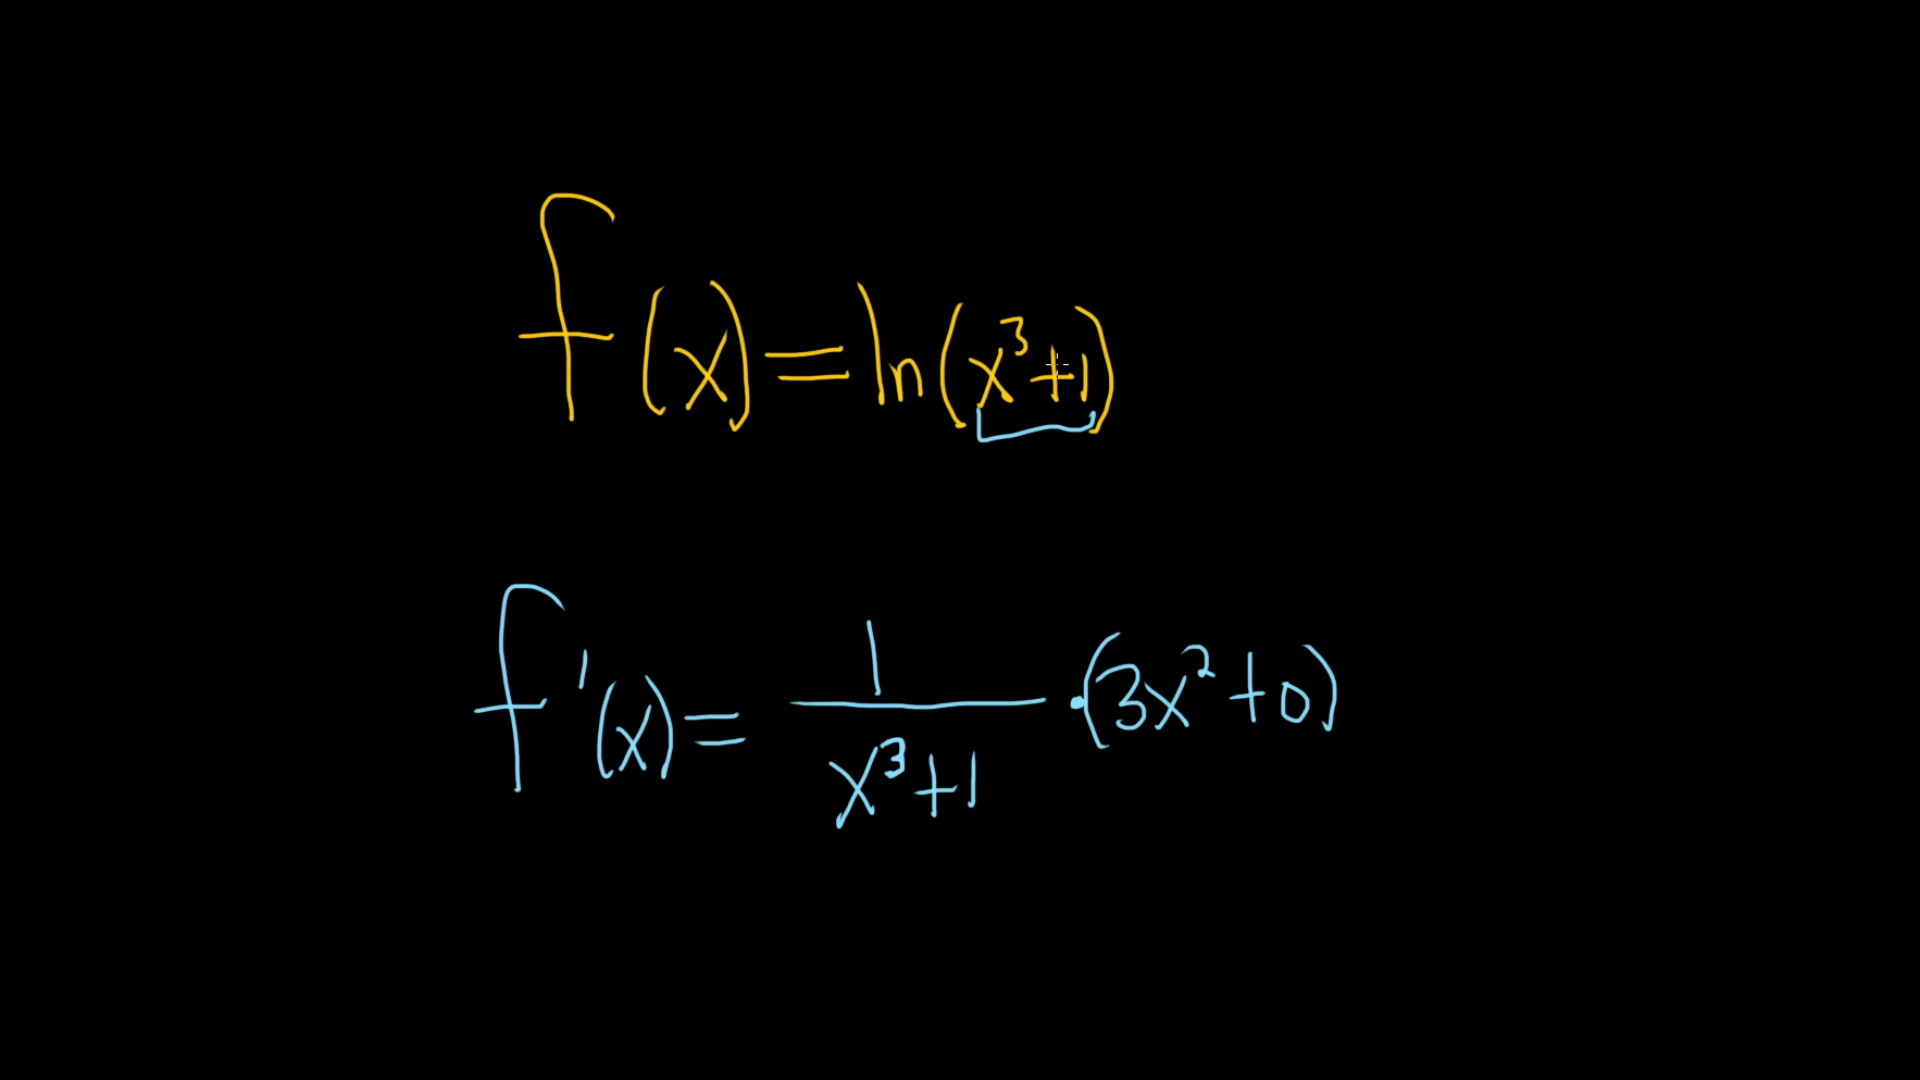 f(x)=ln(x³+1)
f'(x)= 1/(x³+1) ·(3x²+0)